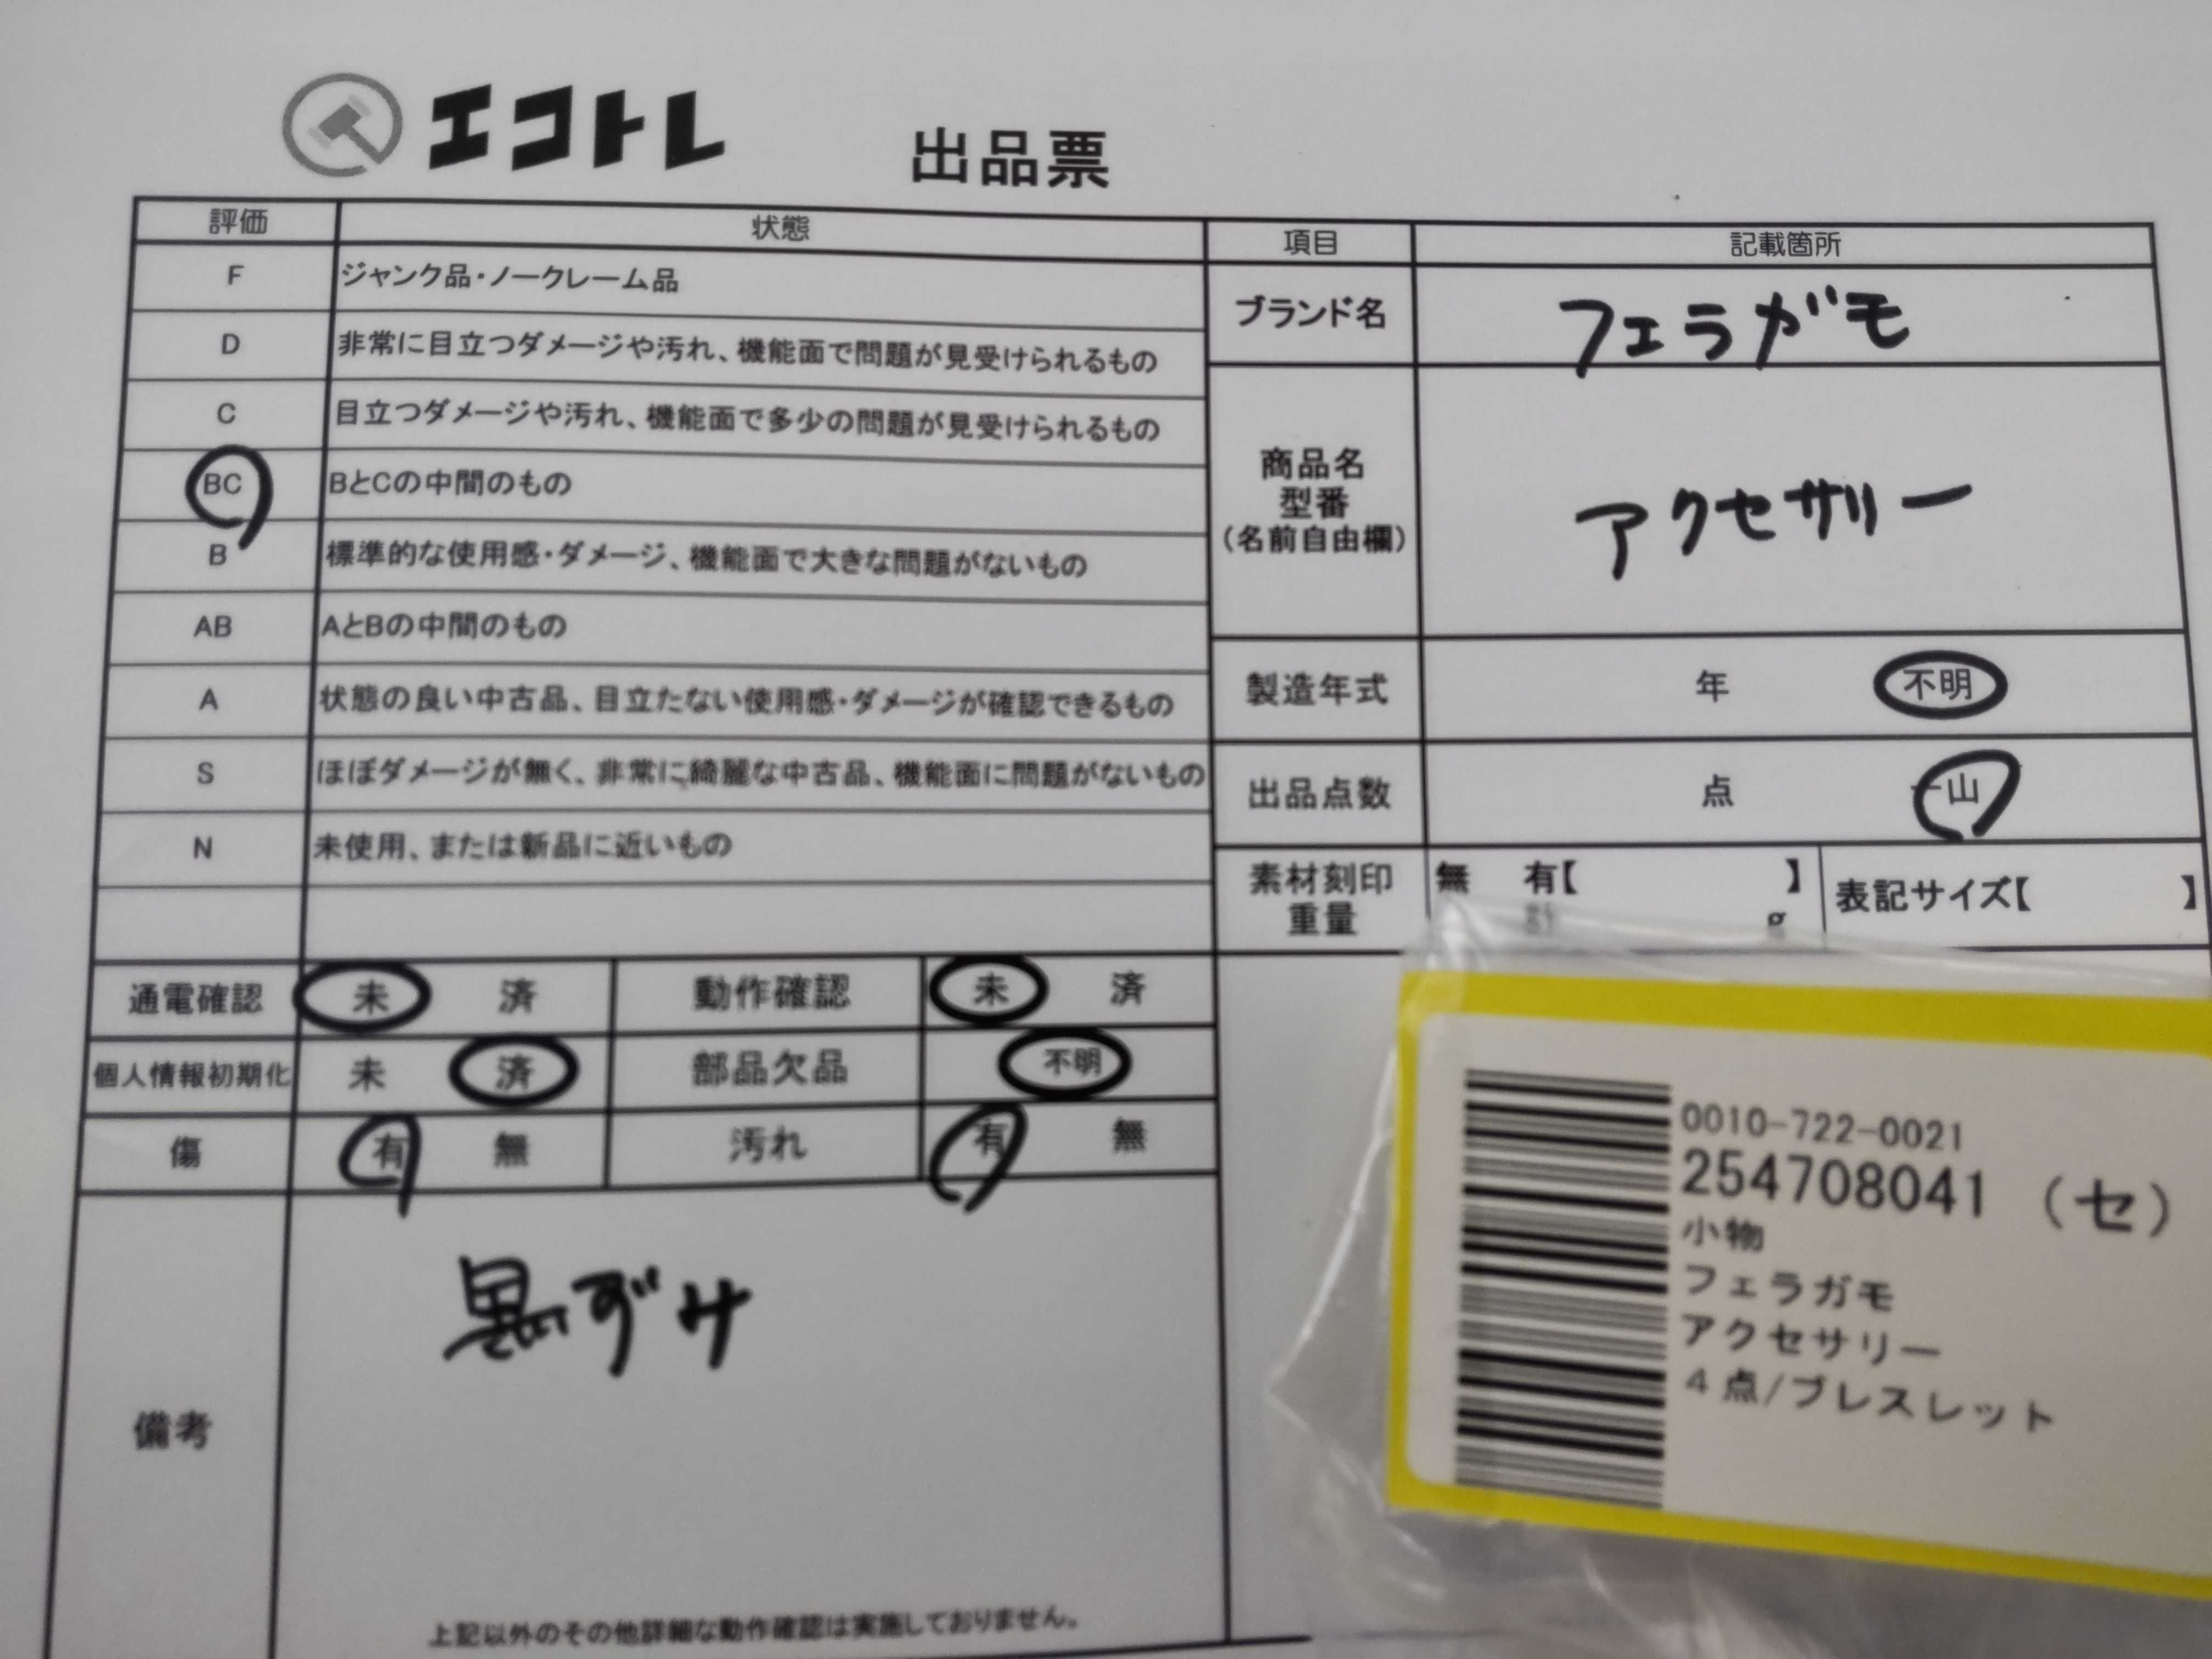 エコトレ
出品票
評価 状態
F ジャンク品・ノークレーム品
D 非常に目立つダメージや汚れ、機能面で問題が見受けられるもの
C 目立つダメージや汚れ、機能面で多少の問題が見受けられるもの
BC BとCの中間のもの
B 標準的な使用感・ダメージ、機能面で大きな問題がないもの
AB AとBの中間のもの
A 状態の良い中古品、目立たない使用感・ダメージが確認できるもの
S ほぼダメージが無く、非常に綺麗な中古品、機能面に問題がないもの
N 未使用、または新品に近いもの
項目 記載箇所
ブランド名 フェラガモ
商品名
型番
(名前自由欄)
アクセサリー
製造年式 年 不明
出品点数 点 一山
素材刻印 無 有【 】
重量 g
表記サイズ【 】
通電確認 未 済 動作確認 未 済
個人情報初期化 未 済 部品欠品 不明
傷 有 無 汚れ 有 無
備考
黒ずみ
上記以外のその他詳細な動作確認は実施しておりません。
0010-722-0021
254708041 (セ)
小物
フェラガモ
アクセサリー
4点/ブレスレット